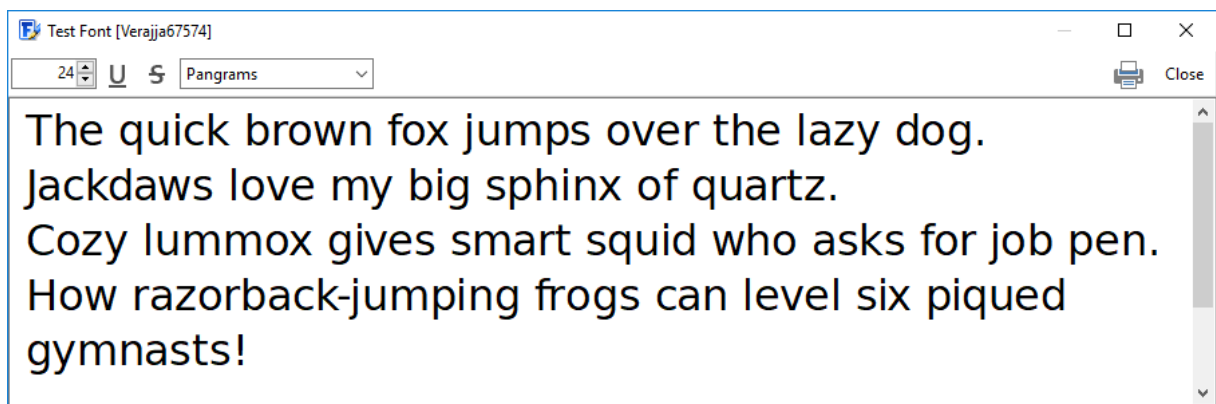 Test Font [Verajja67574]
24 U S Pangrams Close
The quick brown fox jumps over the lazy dog.
Jackdaws love my big sphinx of quartz.
Cozy lummox gives smart squid who asks for job pen.
How razorback-jumping frogs can level six piqued
gymnasts!